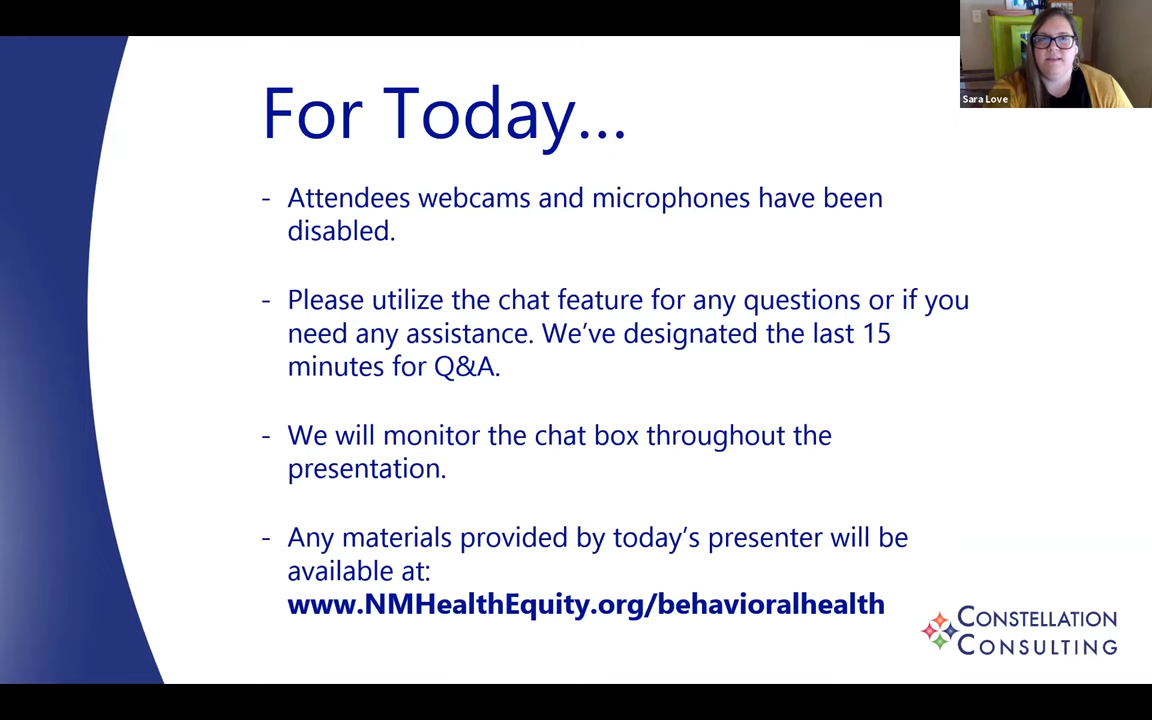 For Today...
- Attendees webcams and microphones have been
disabled.
- Please utilize the chat feature for any questions or if you
need any assistance. We’ve designated the last 15
minutes for Q&A.
- We will monitor the chat box throughout the
presentation.
- Any materials provided by today’s presenter will be
available at:
www.NMHealthEquity.org/behavioralhealth
Sara Love
CONSTELLATION
CONSULTING